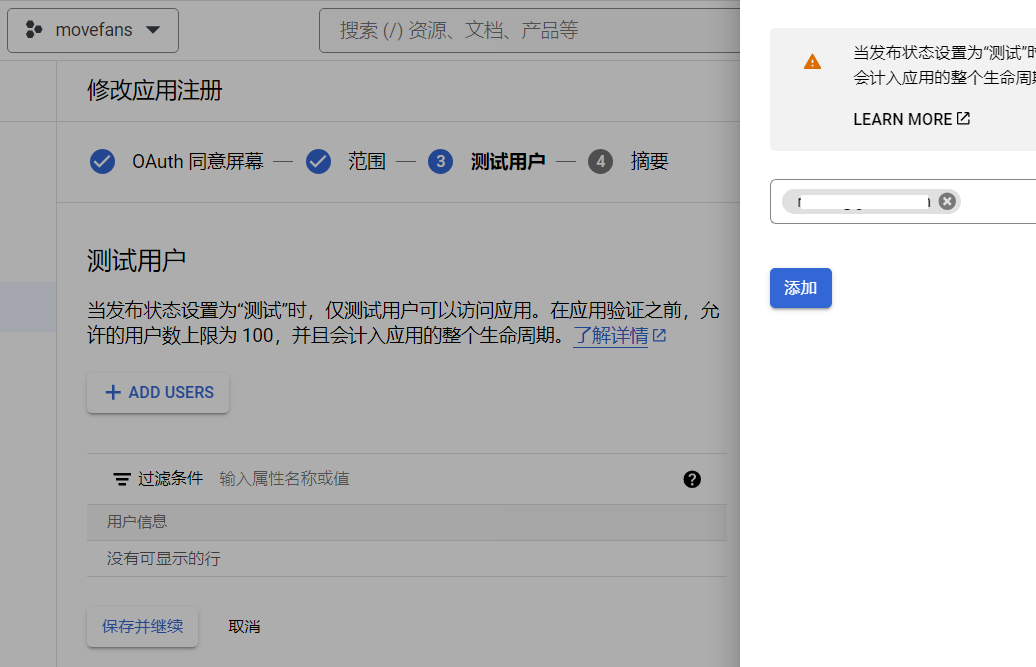 movefans
搜索 (/) 资源、文档、产品等
修改应用注册
OAuth 同意屏幕
范围
3 测试用户
4 摘要
测试用户
当发布状态设置为“测试”时，仅测试用户可以访问应用。在应用验证之前，允
许的用户数上限为 100，并且会计入应用的整个生命周期。了解详情
ADD USERS
过滤条件 输入属性名称或值
用户信息
没有可显示的行
保存并继续 取消
当发布状态设置为“测试”时
会计入应用的整个生命周期
LEARN MORE
添加